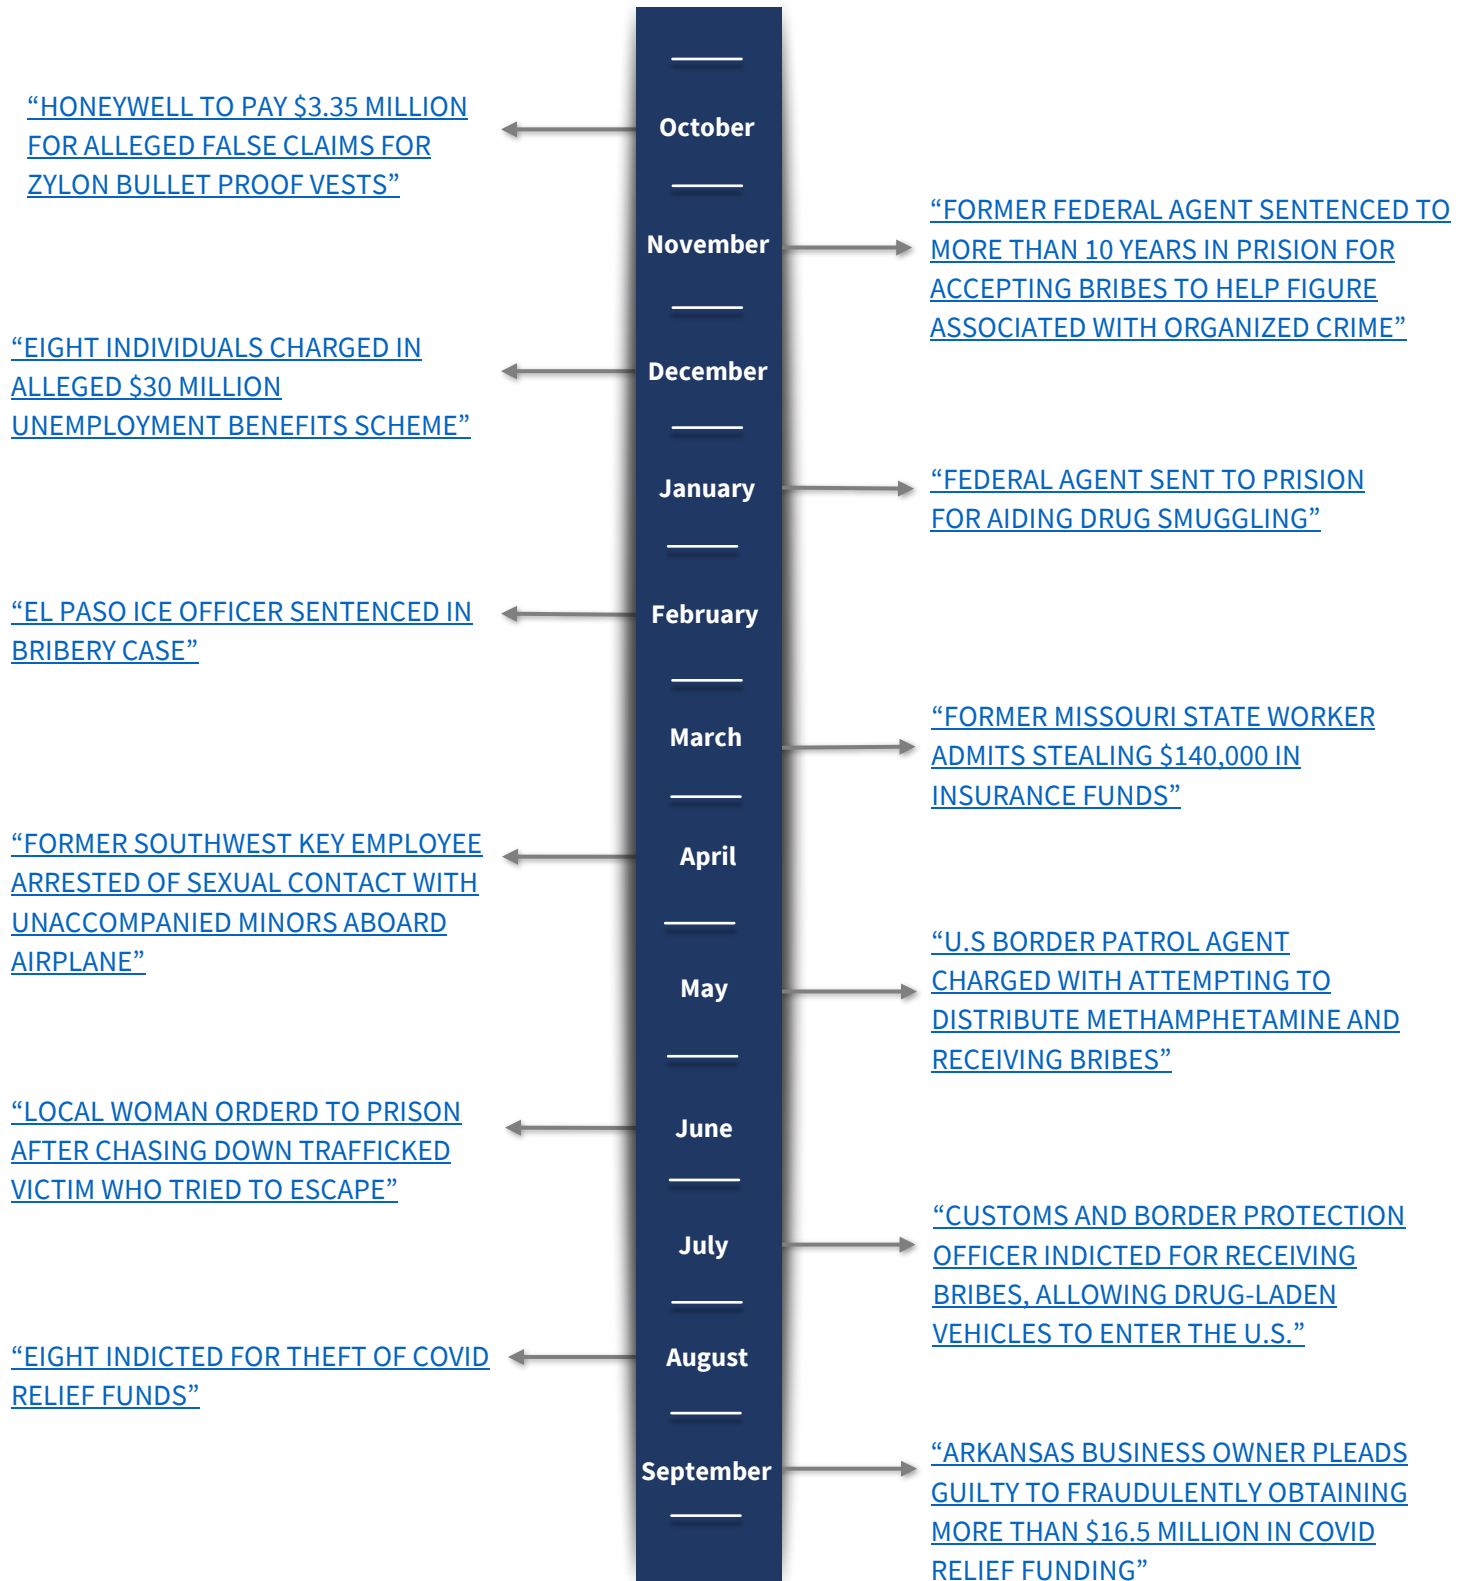 October
“HONEYWELL TO PAY $3.35 MILLION
FOR ALLEGED FALSE CLAIMS FOR
ZYLON BULLET PROOF VESTS”
November
“FORMER FEDERAL AGENT SENTENCED TO
MORE THAN 10 YEARS IN PRISION FOR
ACCEPTING BRIBES TO HELP FIGURE
ASSOCIATED WITH ORGANIZED CRIME”
December
“EIGHT INDIVIDUALS CHARGED IN
ALLEGED $30 MILLION
UNEMPLOYMENT BENEFITS SCHEME”
January
“FEDERAL AGENT SENT TO PRISION
FOR AIDING DRUG SMUGGLING”
February
“EL PASO ICE OFFICER SENTENCED IN
BRIBERY CASE”
March
“FORMER MISSOURI STATE WORKER
ADMITS STEALING $140,000 IN
INSURANCE FUNDS”
April
“FORMER SOUTHWEST KEY EMPLOYEE
ARRESTED OF SEXUAL CONTACT WITH
UNACCOMPANIED MINORS ABOARD
AIRPLANE”
May
“U.S BORDER PATROL AGENT
CHARGED WITH ATTEMPTING TO
DISTRIBUTE METHAMPHETAMINE AND
RECEIVING BRIBES”
June
“LOCAL WOMAN ORDERD TO PRISON
AFTER CHASING DOWN TRAFFICKED
VICTIM WHO TRIED TO ESCAPE”
July
“CUSTOMS AND BORDER PROTECTION
OFFICER INDICTED FOR RECEIVING
BRIBES, ALLOWING DRUG-LADEN
VEHICLES TO ENTER THE U.S.”
August
“EIGHT INDICTED FOR THEFT OF COVID
RELIEF FUNDS”
September
“ARKANSAS BUSINESS OWNER PLEADS
GUILTY TO FRAUDULENTLY OBTAINING
MORE THAN $16.5 MILLION IN COVID
RELIEF FUNDING”